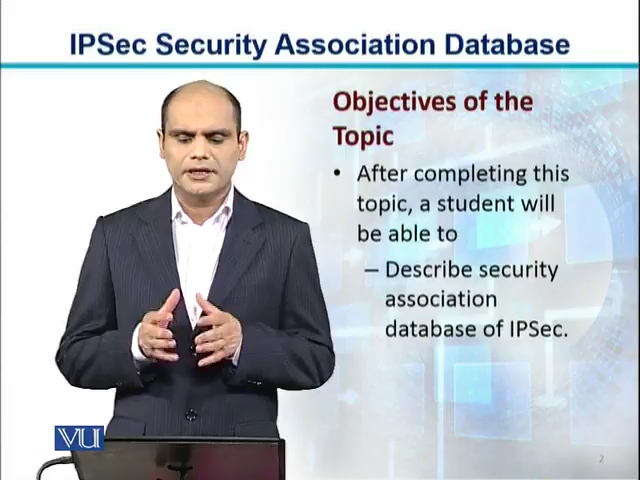 IPSec Security Association Database
Objectives of the
Topic
• After completing this
topic, a student will
be able to
– Describe security
association
database of IPSec.
VU
2